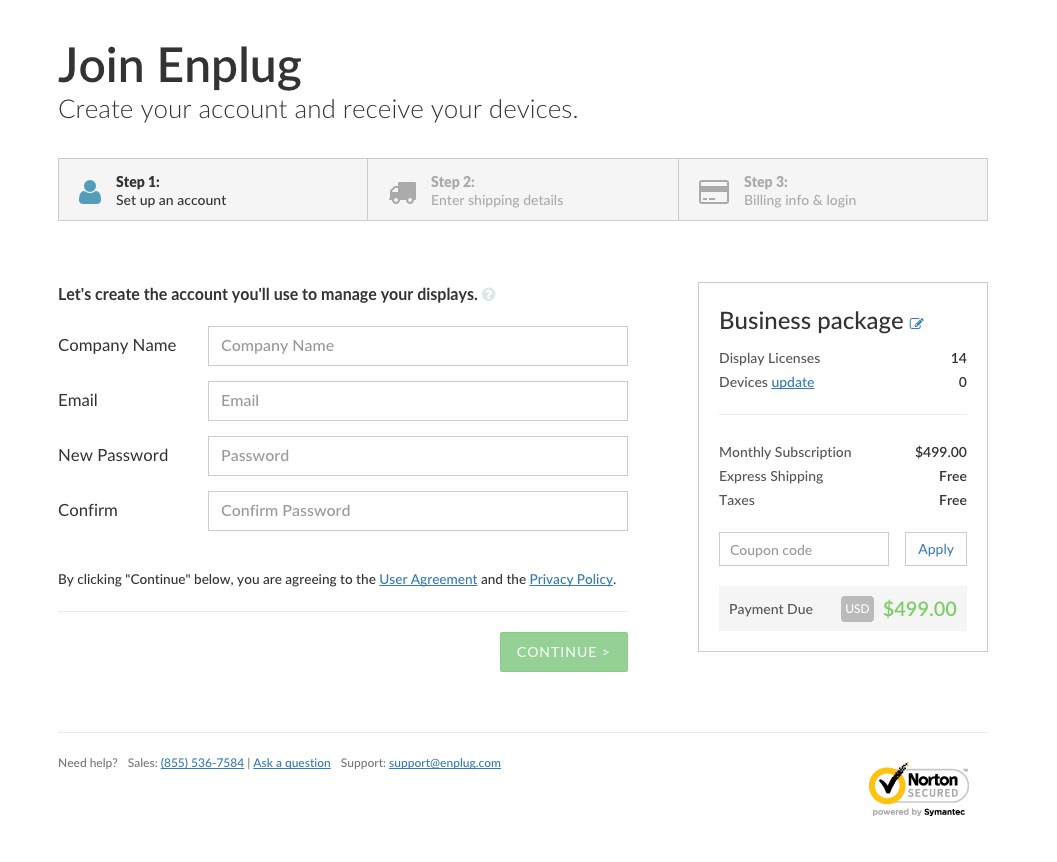 Join Enplug
Create your account and receive your devices.
Step 1:
Set up an account
Step 2:
Enter shipping details
Step 3:
Billing info & login
Let's create the account you'll use to manage your displays. ?
Company Name Company Name
Email Email
New Password Password
Confirm Confirm Password
By clicking "Continue" below, you are agreeing to the User Agreement and the Privacy Policy.
CONTINUE >
Business package
Display Licenses 14
Devices update 0
Monthly Subscription $499.00
Express Shipping Free
Taxes Free
Coupon code Apply
Payment Due USD $499.00
Need help? Sales: (855) 536-7584 | Ask a question Support: support@enplug.com
Norton
SECURED
powered by Symantec